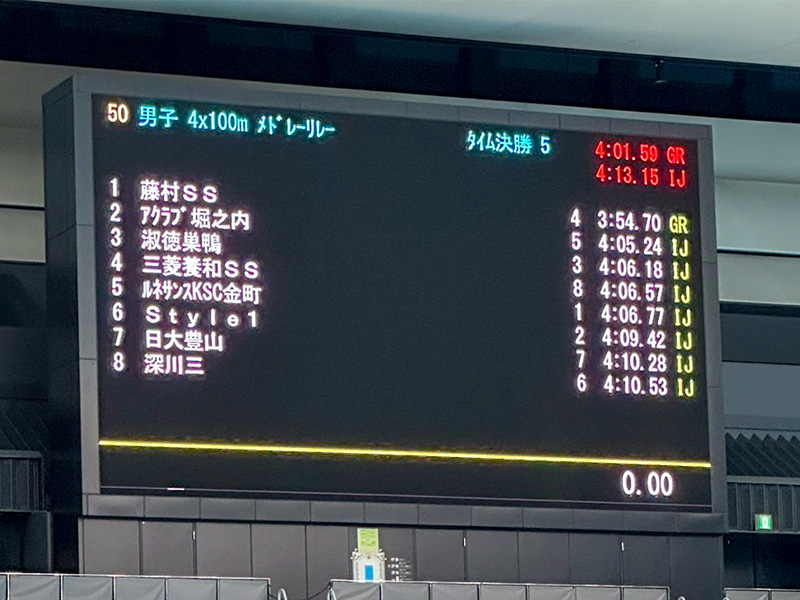 50 男子 4x100m ﾒﾄﾞﾚｰﾘﾚｰ ﾀｲﾑ決勝 5 4:01.59 GR
4:13.15 IJ
1 藤村ＳＳ 4 3:54.70 GR
2 ｱｸﾗﾌﾞ堀之内 5 4:05.24 IJ
3 淑徳巣鴨 3 4:06.18 IJ
4 三菱養和ＳＳ 8 4:06.57 IJ
5 ﾙﾈｻﾝｽKSC金町 1 4:06.77 IJ
6 Ｓｔｙｌｅ１ 2 4:09.42 IJ
7 日大豊山 7 4:10.28 IJ
8 深川三 6 4:10.53 IJ
0.00